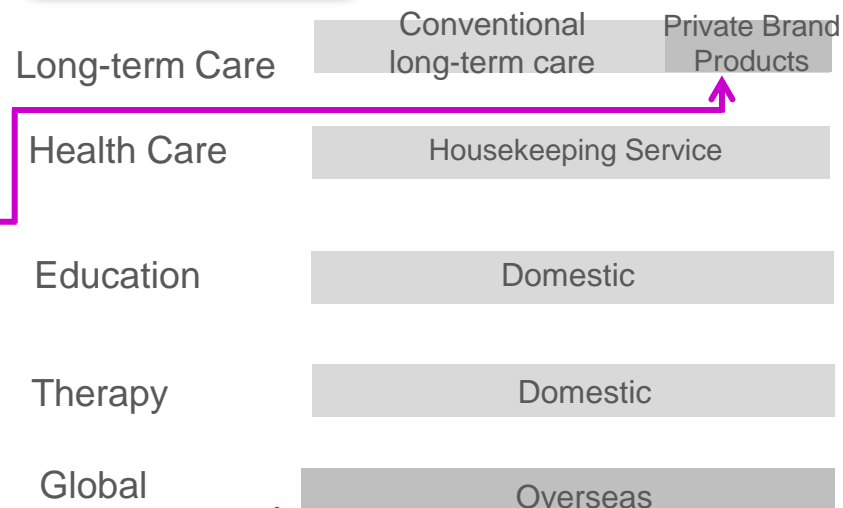 Conventional
long-term care
Private Brand
Products
Long-term Care
Health Care
Housekeeping Service
Education
Domestic
Therapy
Domestic
Global
Overseas